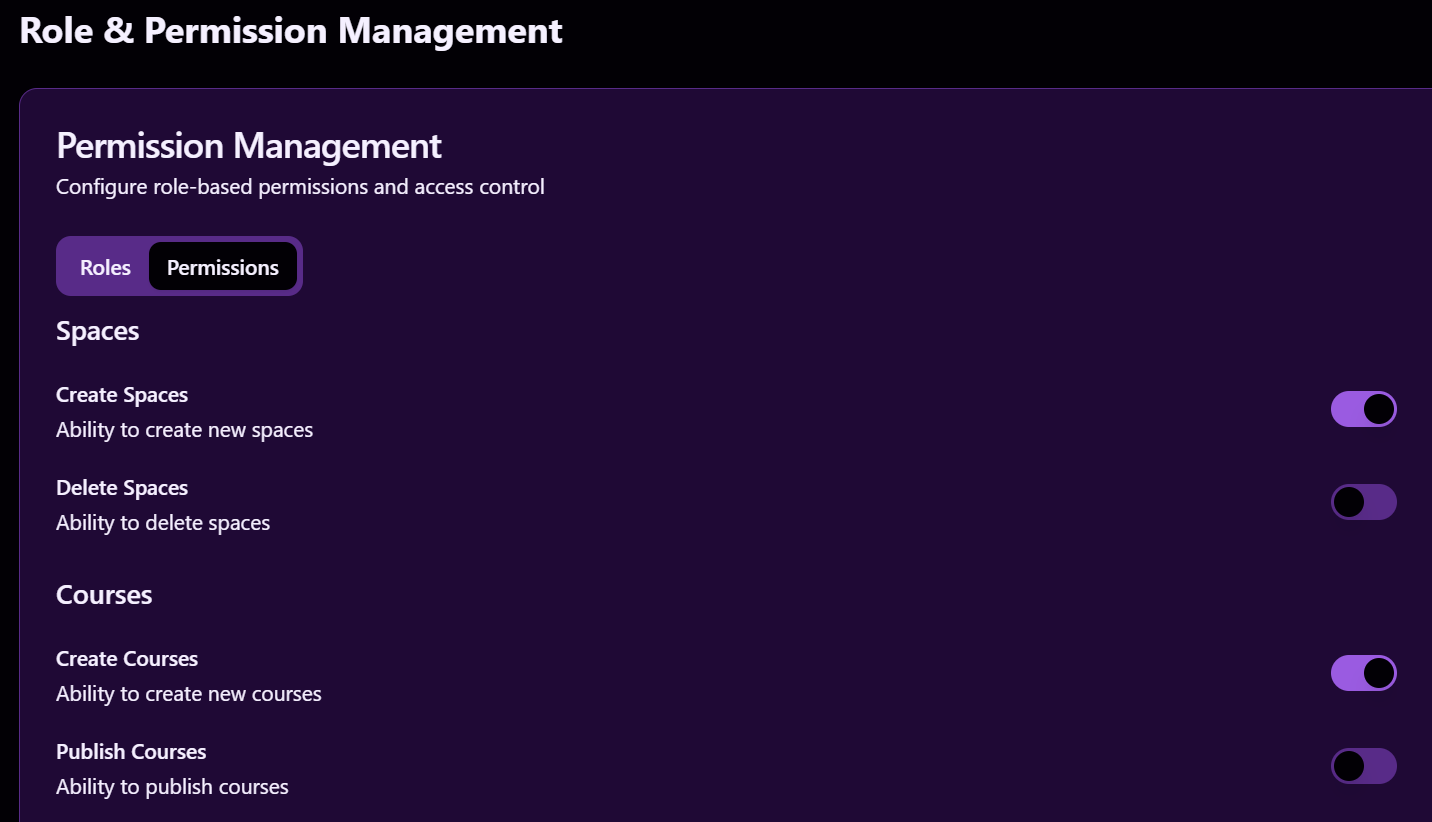 Role & Permission Management
Permission Management
Configure role-based permissions and access control
Roles
Permissions
Spaces
Create Spaces
Ability to create new spaces
Delete Spaces
Ability to delete spaces
Courses
Create Courses
Ability to create new courses
Publish Courses
Ability to publish courses